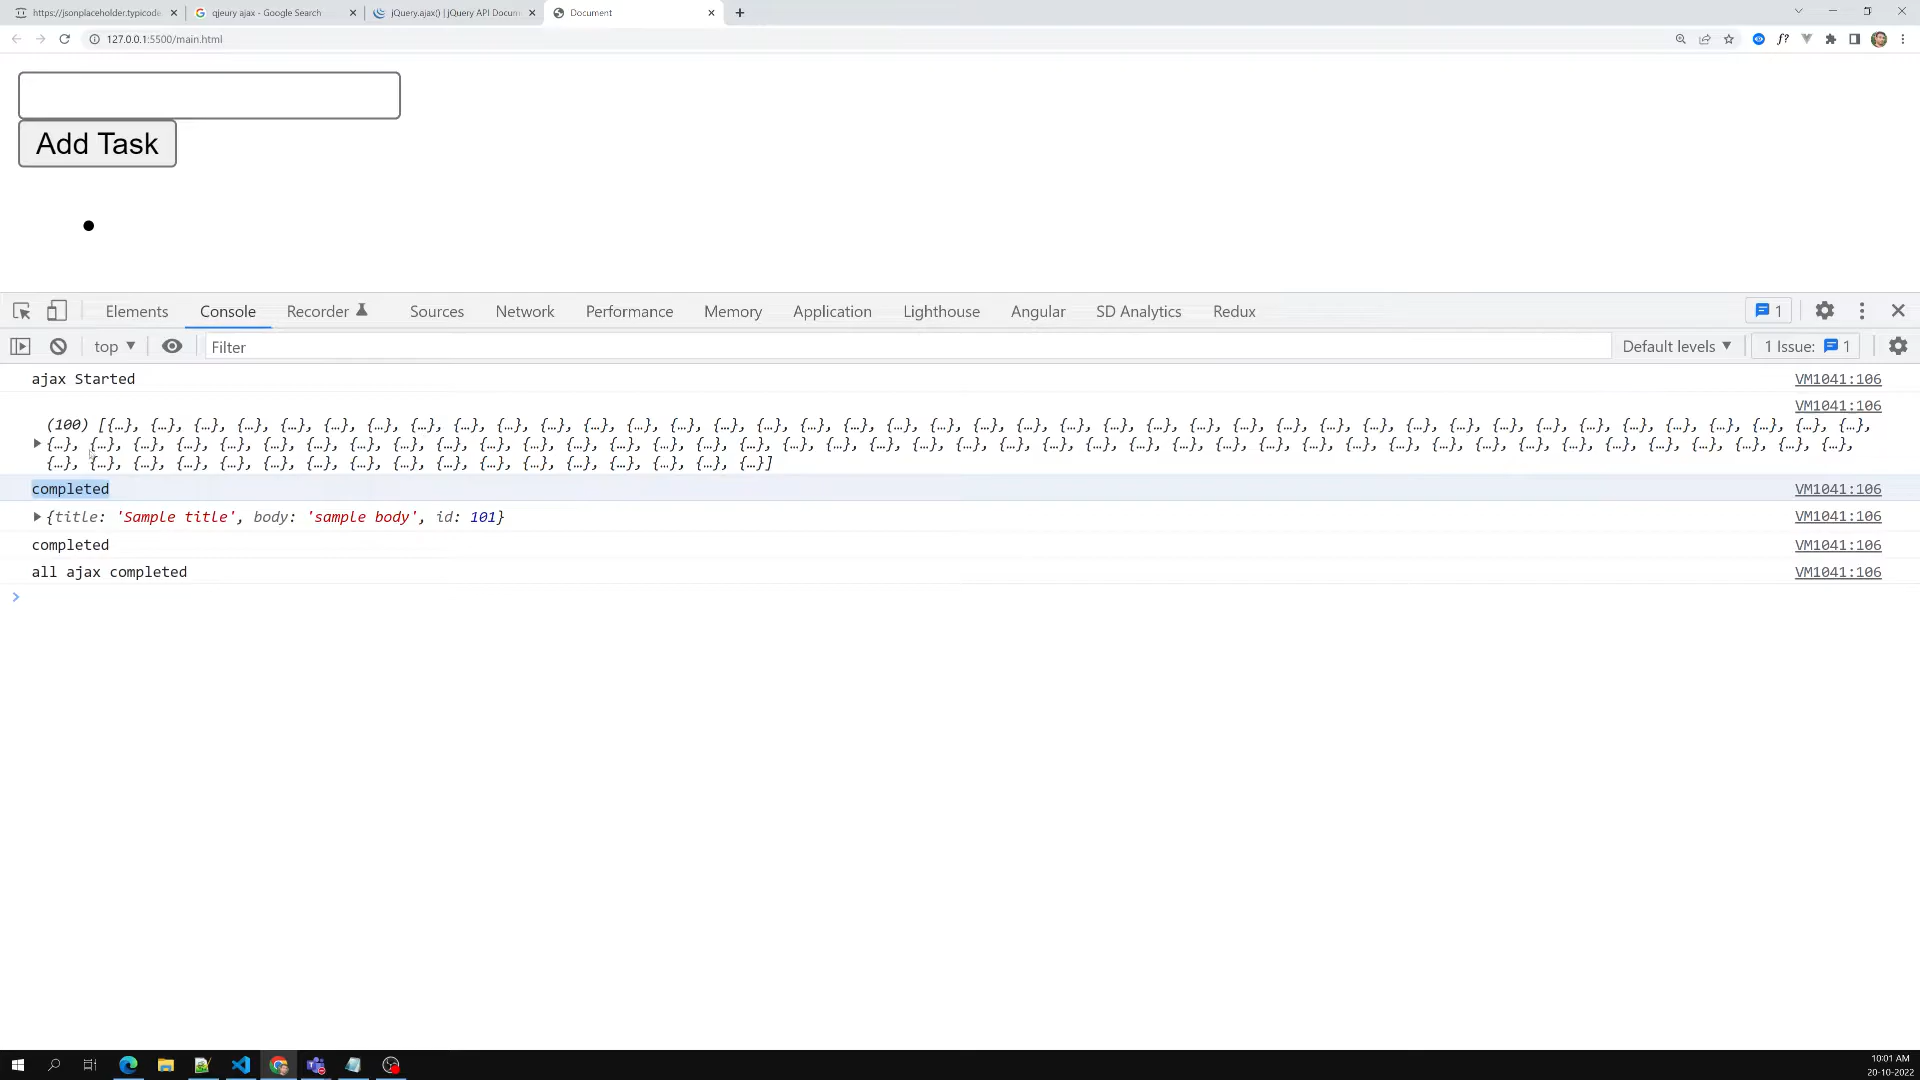 https://jsonplaceholder.typicode
qjeury ajax - Google Search
jQuery.ajax() | jQuery API Docum
Document
127.0.0.1:5500/main.html
f?
Add Task
Elements
Console
Recorder
Sources
Network
Performance
Memory
Application
Lighthouse
Angular
SD Analytics
Redux
1
top
Filter
Default levels
1 Issue:
1
ajax Started
VM1041:106
VM1041:106
(100) [{…}, {…}, {…}, {…}, {…}, {…}, {…}, {…}, {…}, {…}, {…}, {…}, {…}, {…}, {…}, {…}, {…}, {…}, {…}, {…}, {…}, {…}, {…}, {…}, {…}, {…}, {…}, {…}, {…}, {…}, {…}, {…}, {…}, {…}, {…}, {…}, {…}, {…}, {…}, {…}, {…},
{…}, {…}, {…}, {…}, {…}, {…}, {…}, {…}, {…}, {…}, {…}, {…}, {…}, {…}, {…}, {…}, {…}, {…}, {…}, {…}, {…}, {…}, {…}, {…}, {…}, {…}, {…}, {…}, {…}, {…}, {…}, {…}, {…}, {…}, {…}, {…}, {…}, {…}, {…}, {…}, {…}, {…},
{…}, {…}, {…}, {…}, {…}, {…}, {…}, {…}, {…}, {…}, {…}, {…}, {…}, {…}, {…}, {…}, {…}]
completed
VM1041:106
{title: 'Sample title', body: 'sample body', id: 101}
VM1041:106
completed
VM1041:106
all ajax completed
VM1041:106
10:01 AM
20-10-2022